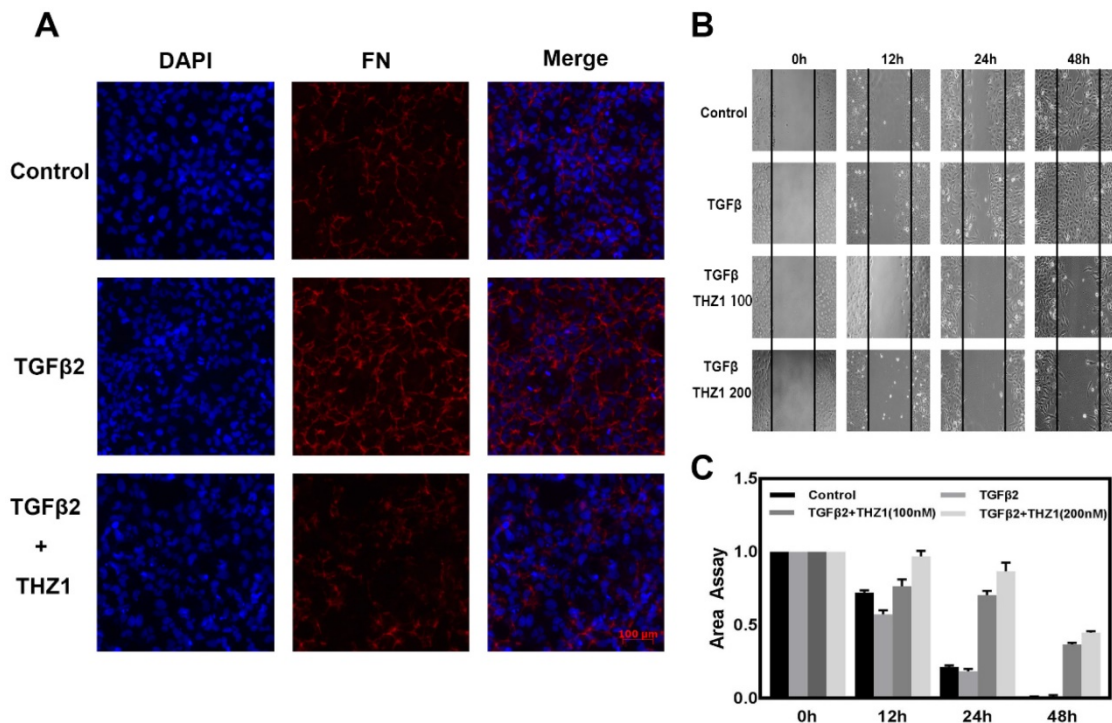 A
DAPI FN Merge
Control
TGFβ2
TGFβ2
+
THZ1
100 μm
B
0h 12h 24h 48h
Control
TGFβ
TGFβ
THZ1 100
TGFβ
THZ1 200
C
Area Assay
1.5
1.0
0.5
0.0
Control TGFβ2
TGFβ2+THZ1(100nM) TGFβ2+THZ1(200nM)
0h 12h 24h 48h